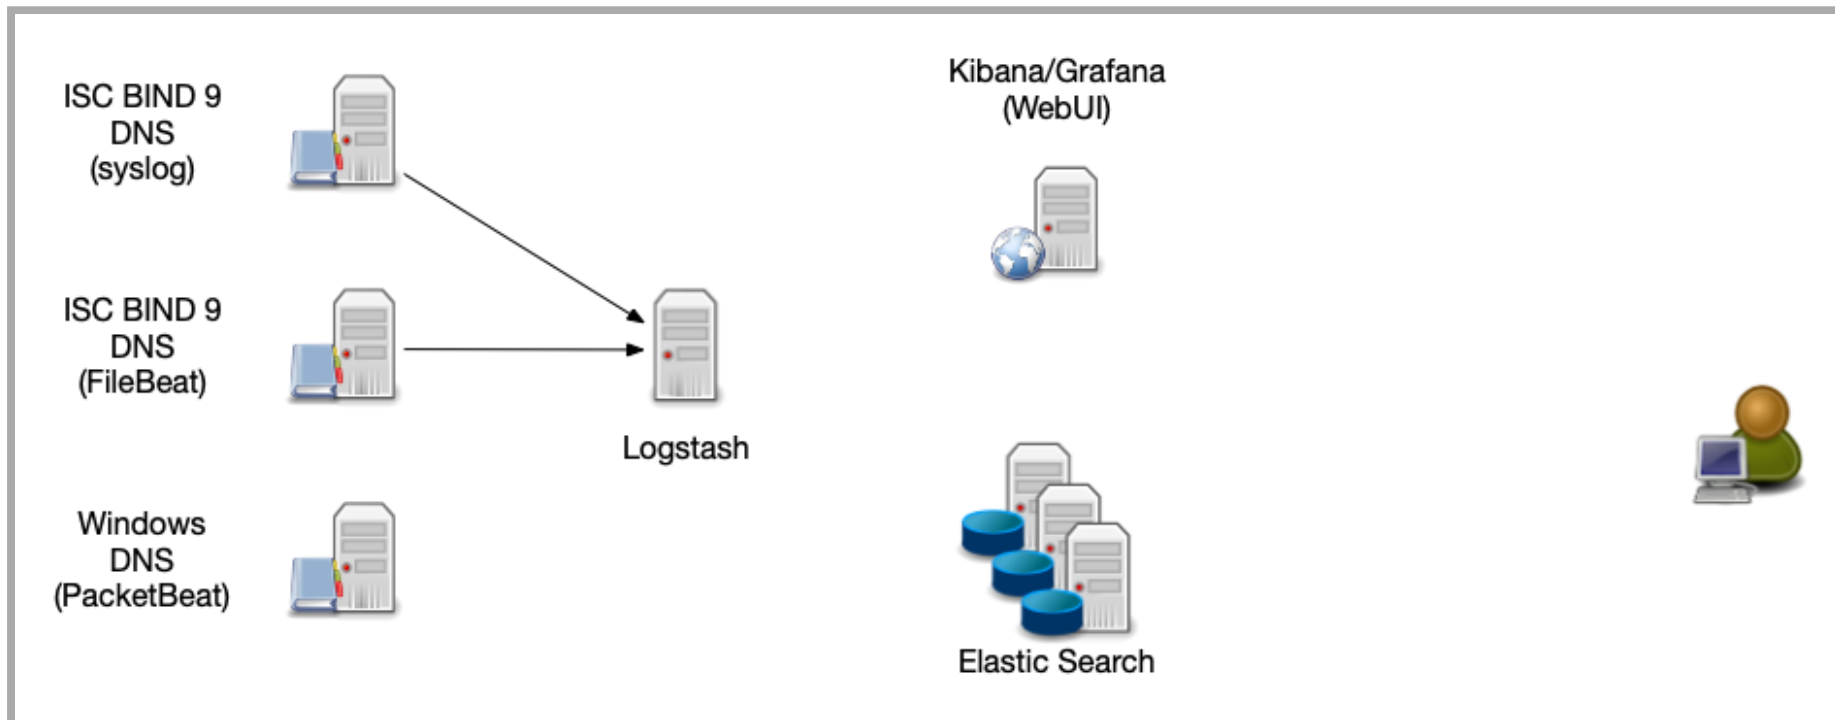 ISC BIND 9
DNS
(syslog)
Kibana/Grafana
(WebUI)
ISC BIND 9
DNS
(FileBeat)
Logstash
Windows
DNS
(PacketBeat)
Elastic Search